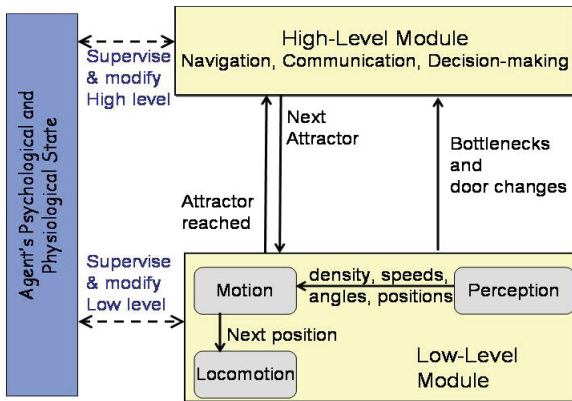 Agent's Psychological and
Physiological State
Supervise
& modify
High level
High-Level Module
Navigation, Communication, Decision-making
Next
Attractor
Attractor
reached
Bottlenecks
and
door changes
Supervise
& modify
Low level
Motion
density, speeds,
angles, positions
Perception
Next position
Locomotion
Low-Level
Module